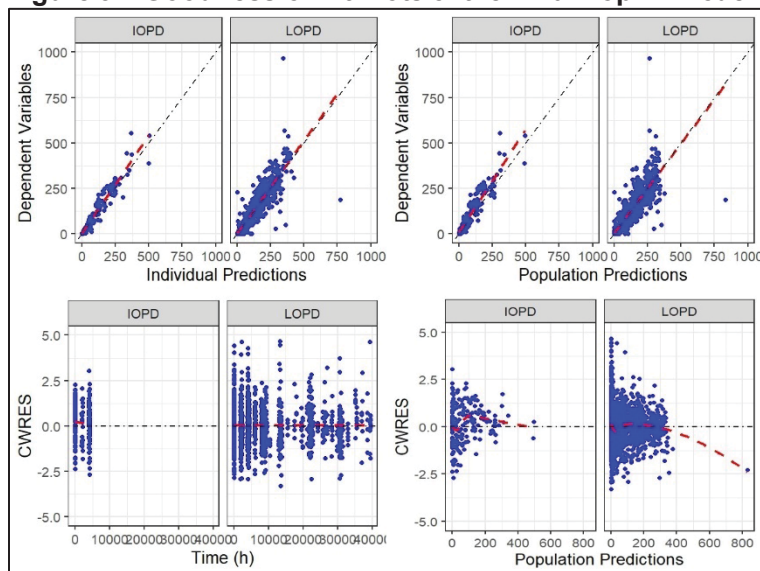 IOPD LOPD IOPD LOPD
Dependent Variables
1000
750
500
250
0
0 250 500 750 1000 0 250 500 750 1000
Individual Predictions
Dependent Variables
1000
750
500
250
0
0 250 500 750 1000 0 250 500 750 1000
Population Predictions
IOPD LOPD IOPD LOPD
CWRES
5.0
2.5
0.0
-2.5
-5.0
0 10000 20000 30000 40000 0 10000 20000 30000 40000
Time (h)
CWRES
5.0
2.5
0.0
-2.5
-5.0
0 200 400 600 800 0 200 400 600 800
Population Predictions